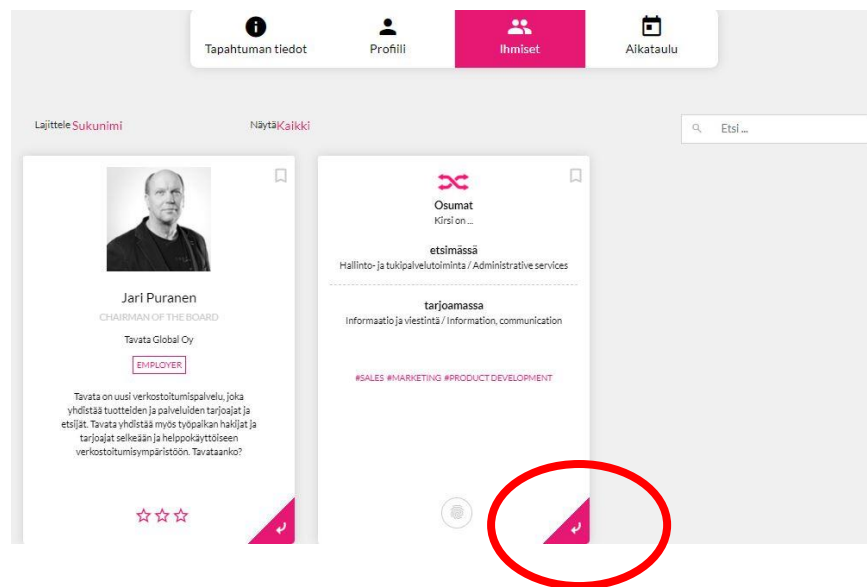 Tapahtuman tiedot
Profiili
Ihmiset
Aikataulu
Lajittele Sukunimi
Näytä Kaikki
Etsi ...
Jari Puranen
CHAIRMAN OF THE BOARD
Tavata Global Oy
EMPLOYER
Tavata on uusi verkostoitumispalvelu, joka
yhdistää tuotteiden ja palveluiden tarjoajat ja
etsijät. Tavata yhdistää myös työpaikan hakijat ja
tarjoajat selkeään ja helppokäyttöiseen
verkostoitumisympäristöön. Tavataanko?
Osumat
Kirsi on ...
etsimässä
Hallinto- ja tukipalvelutoiminta / Administrative services
tarjoamassa
Informaatio ja viestintä / Information, communication
#SALES #MARKETING #PRODUCT DEVELOPMENT